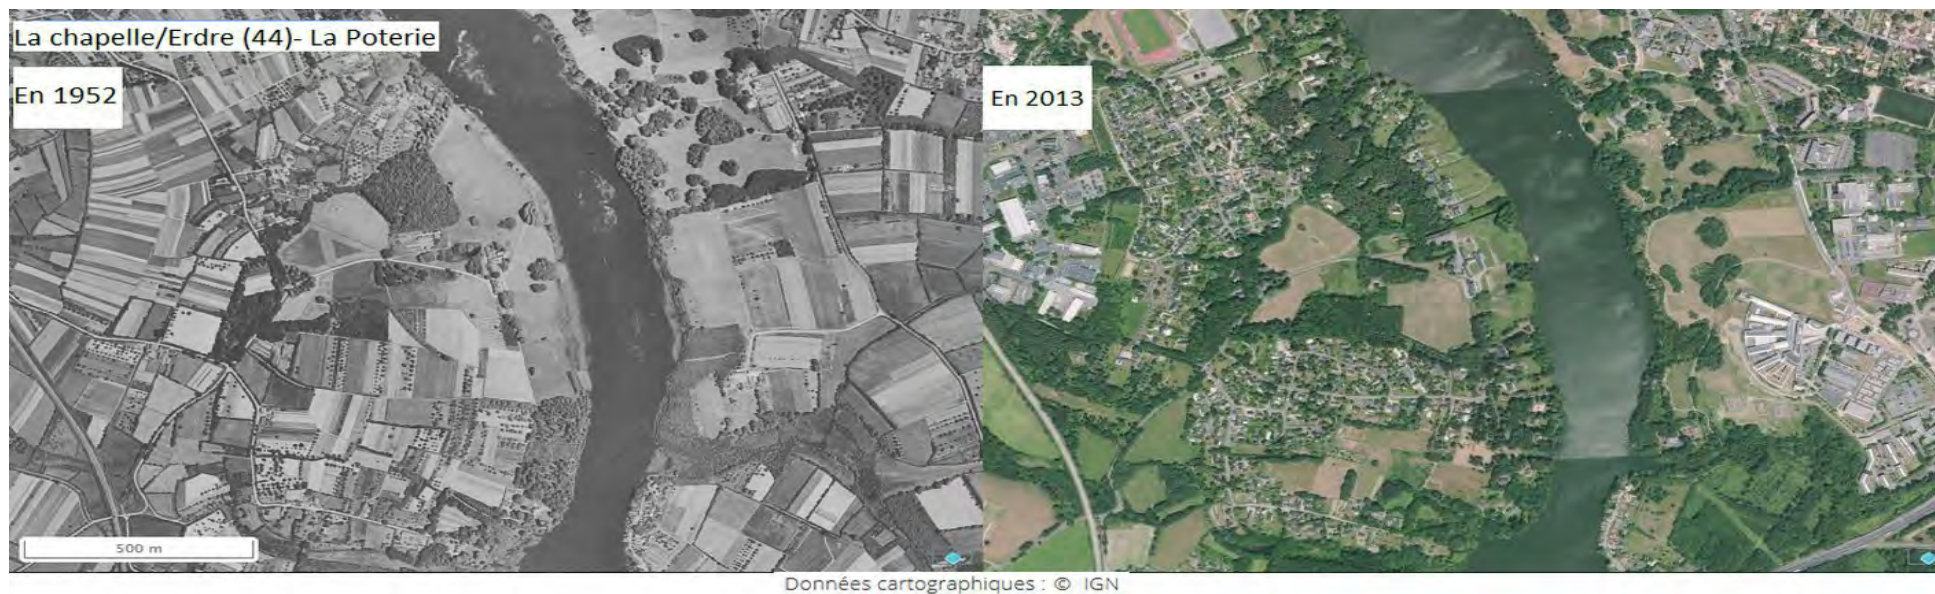 La chapelle/Erdre (44)- La Poterie
En 1952
En 2013
500 m
Données cartographiques : © IGN